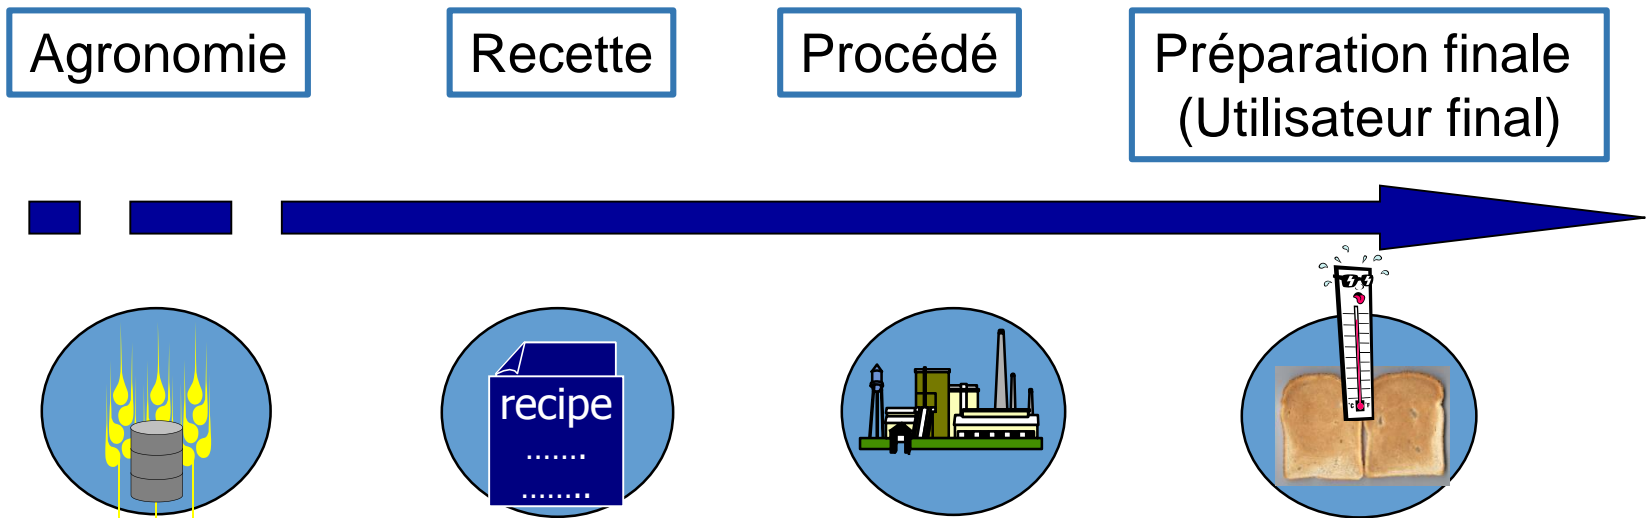 Agronomie
Recette
Procédé
Préparation finale
(Utilisateur final)
recipe
.......
........
°C °F